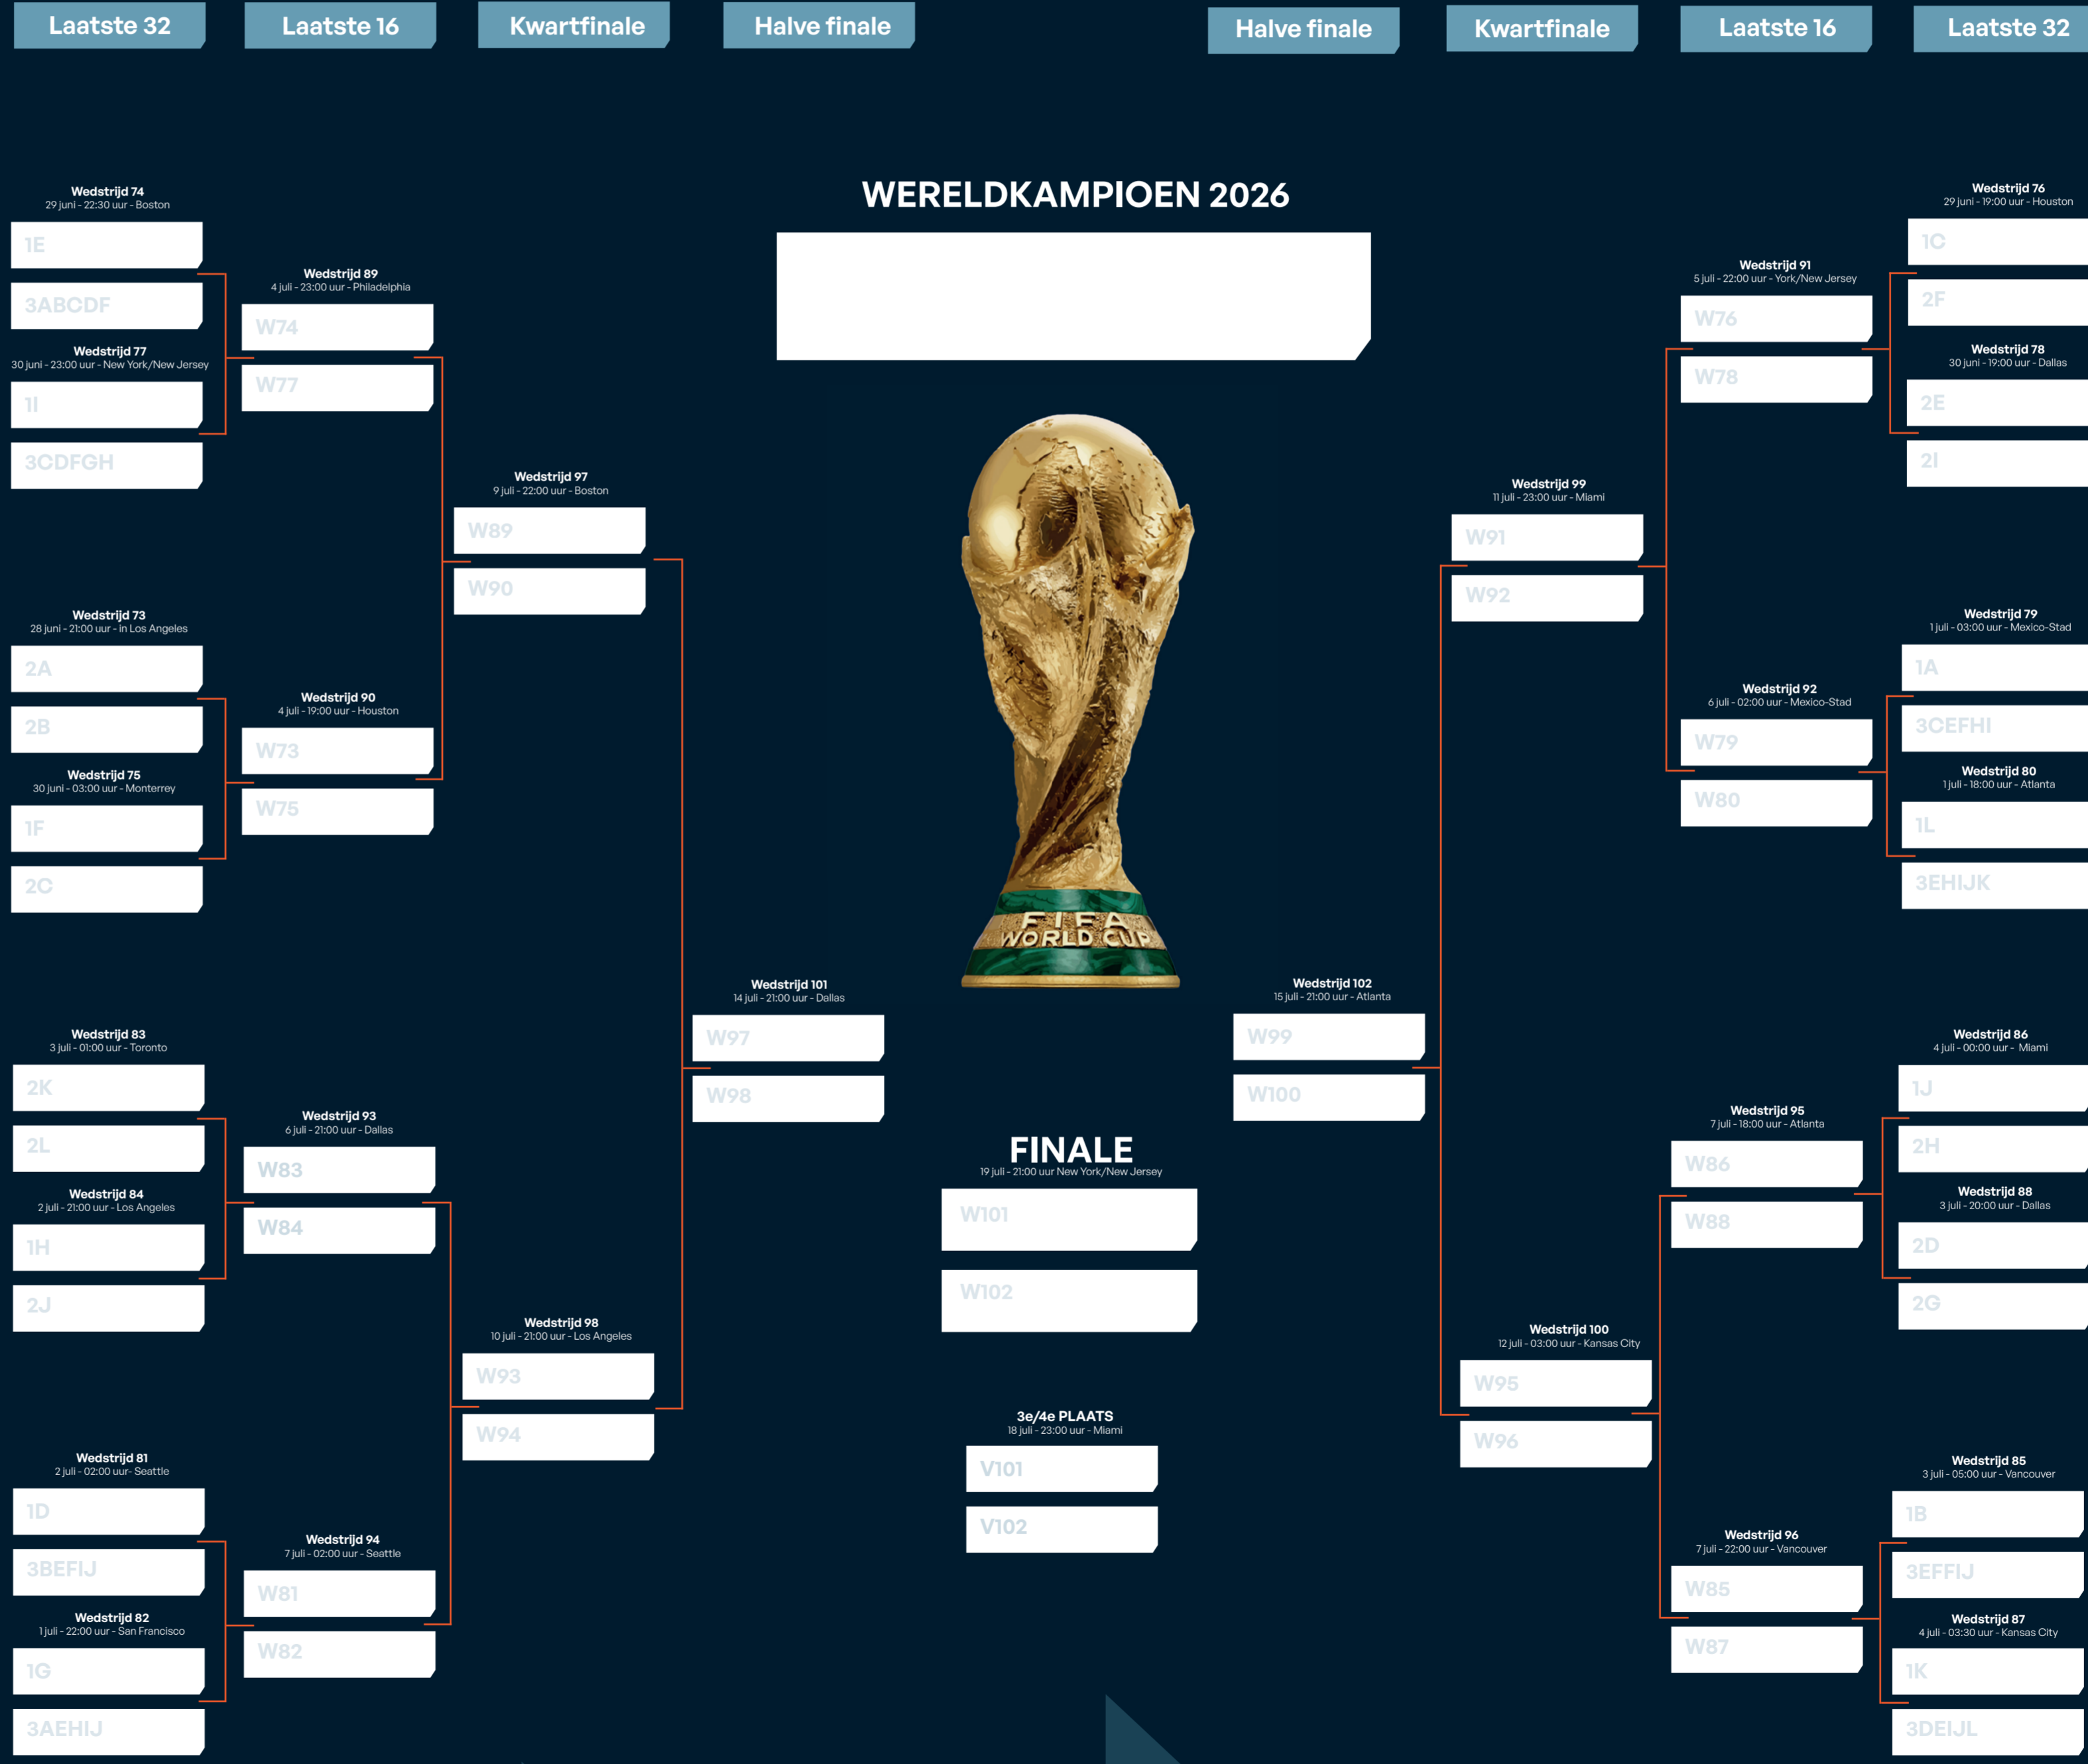 Laatste 32
Laatste 16
Kwartfinale
Halve finale
Halve finale
Kwartfinale
Laatste 16
Laatste 32
WERELDKAMPIOEN 2026
Wedstrijd 74
29 juni - 22:30 uur - Boston
1E
3ABCDF
Wedstrijd 77
30 juni - 23:00 uur - New York/New Jersey
1I
3CDFGH
Wedstrijd 73
28 juni - 21:00 uur - in Los Angeles
2A
2B
Wedstrijd 75
30 juni - 03:00 uur - Monterrey
1F
2C
Wedstrijd 83
3 juli - 01:00 uur - Toronto
2K
2L
Wedstrijd 84
2 juli - 21:00 uur - Los Angeles
1H
2J
Wedstrijd 81
2 juli - 02:00 uur- Seattle
1D
3BEFIJ
Wedstrijd 82
1 juli - 22:00 uur - San Francisco
1G
3AEHIJ
Wedstrijd 89
4 juli - 23:00 uur - Philadelphia
W74
W77
Wedstrijd 90
4 juli - 19:00 uur - Houston
W73
W75
Wedstrijd 93
6 juli - 21:00 uur - Dallas
W83
W84
Wedstrijd 94
7 juli - 02:00 uur - Seattle
W81
W82
Wedstrijd 97
9 juli - 22:00 uur - Boston
W89
W90
Wedstrijd 98
10 juli - 21:00 uur - Los Angeles
W93
W94
Wedstrijd 101
14 juli - 21:00 uur - Dallas
W97
W98
FIFA
WORLD CUP
FINALE
19 juli - 21:00 uur New York/New Jersey
W101
W102
3e/4e PLAATS
18 juli - 23:00 uur - Miami
V101
V102
Wedstrijd 102
15 juli - 21:00 uur - Atlanta
W99
W100
Wedstrijd 99
11 juli - 23:00 uur - Miami
W91
W92
Wedstrijd 100
12 juli - 03:00 uur - Kansas City
W95
W96
Wedstrijd 91
5 juli - 22:00 uur - York/New Jersey
W76
W78
Wedstrijd 92
6 juli - 02:00 uur - Mexico-Stad
W79
W80
Wedstrijd 95
7 juli - 18:00 uur - Atlanta
W86
W88
Wedstrijd 96
7 juli - 22:00 uur - Vancouver
W85
W87
Wedstrijd 76
29 juni - 19:00 uur - Houston
1C
2F
Wedstrijd 78
30 juni - 19:00 uur - Dallas
2E
2I
Wedstrijd 79
1 juli - 03:00 uur - Mexico-Stad
1A
3CEFHI
Wedstrijd 80
1 juli - 18:00 uur - Atlanta
1L
3EHIJK
Wedstrijd 86
4 juli - 00:00 uur - Miami
1J
2H
Wedstrijd 88
3 juli - 20:00 uur - Dallas
2D
2G
Wedstrijd 85
3 juli - 05:00 uur - Vancouver
1B
3EFFIJ
Wedstrijd 87
4 juli - 03:30 uur - Kansas City
1K
3DEIJL